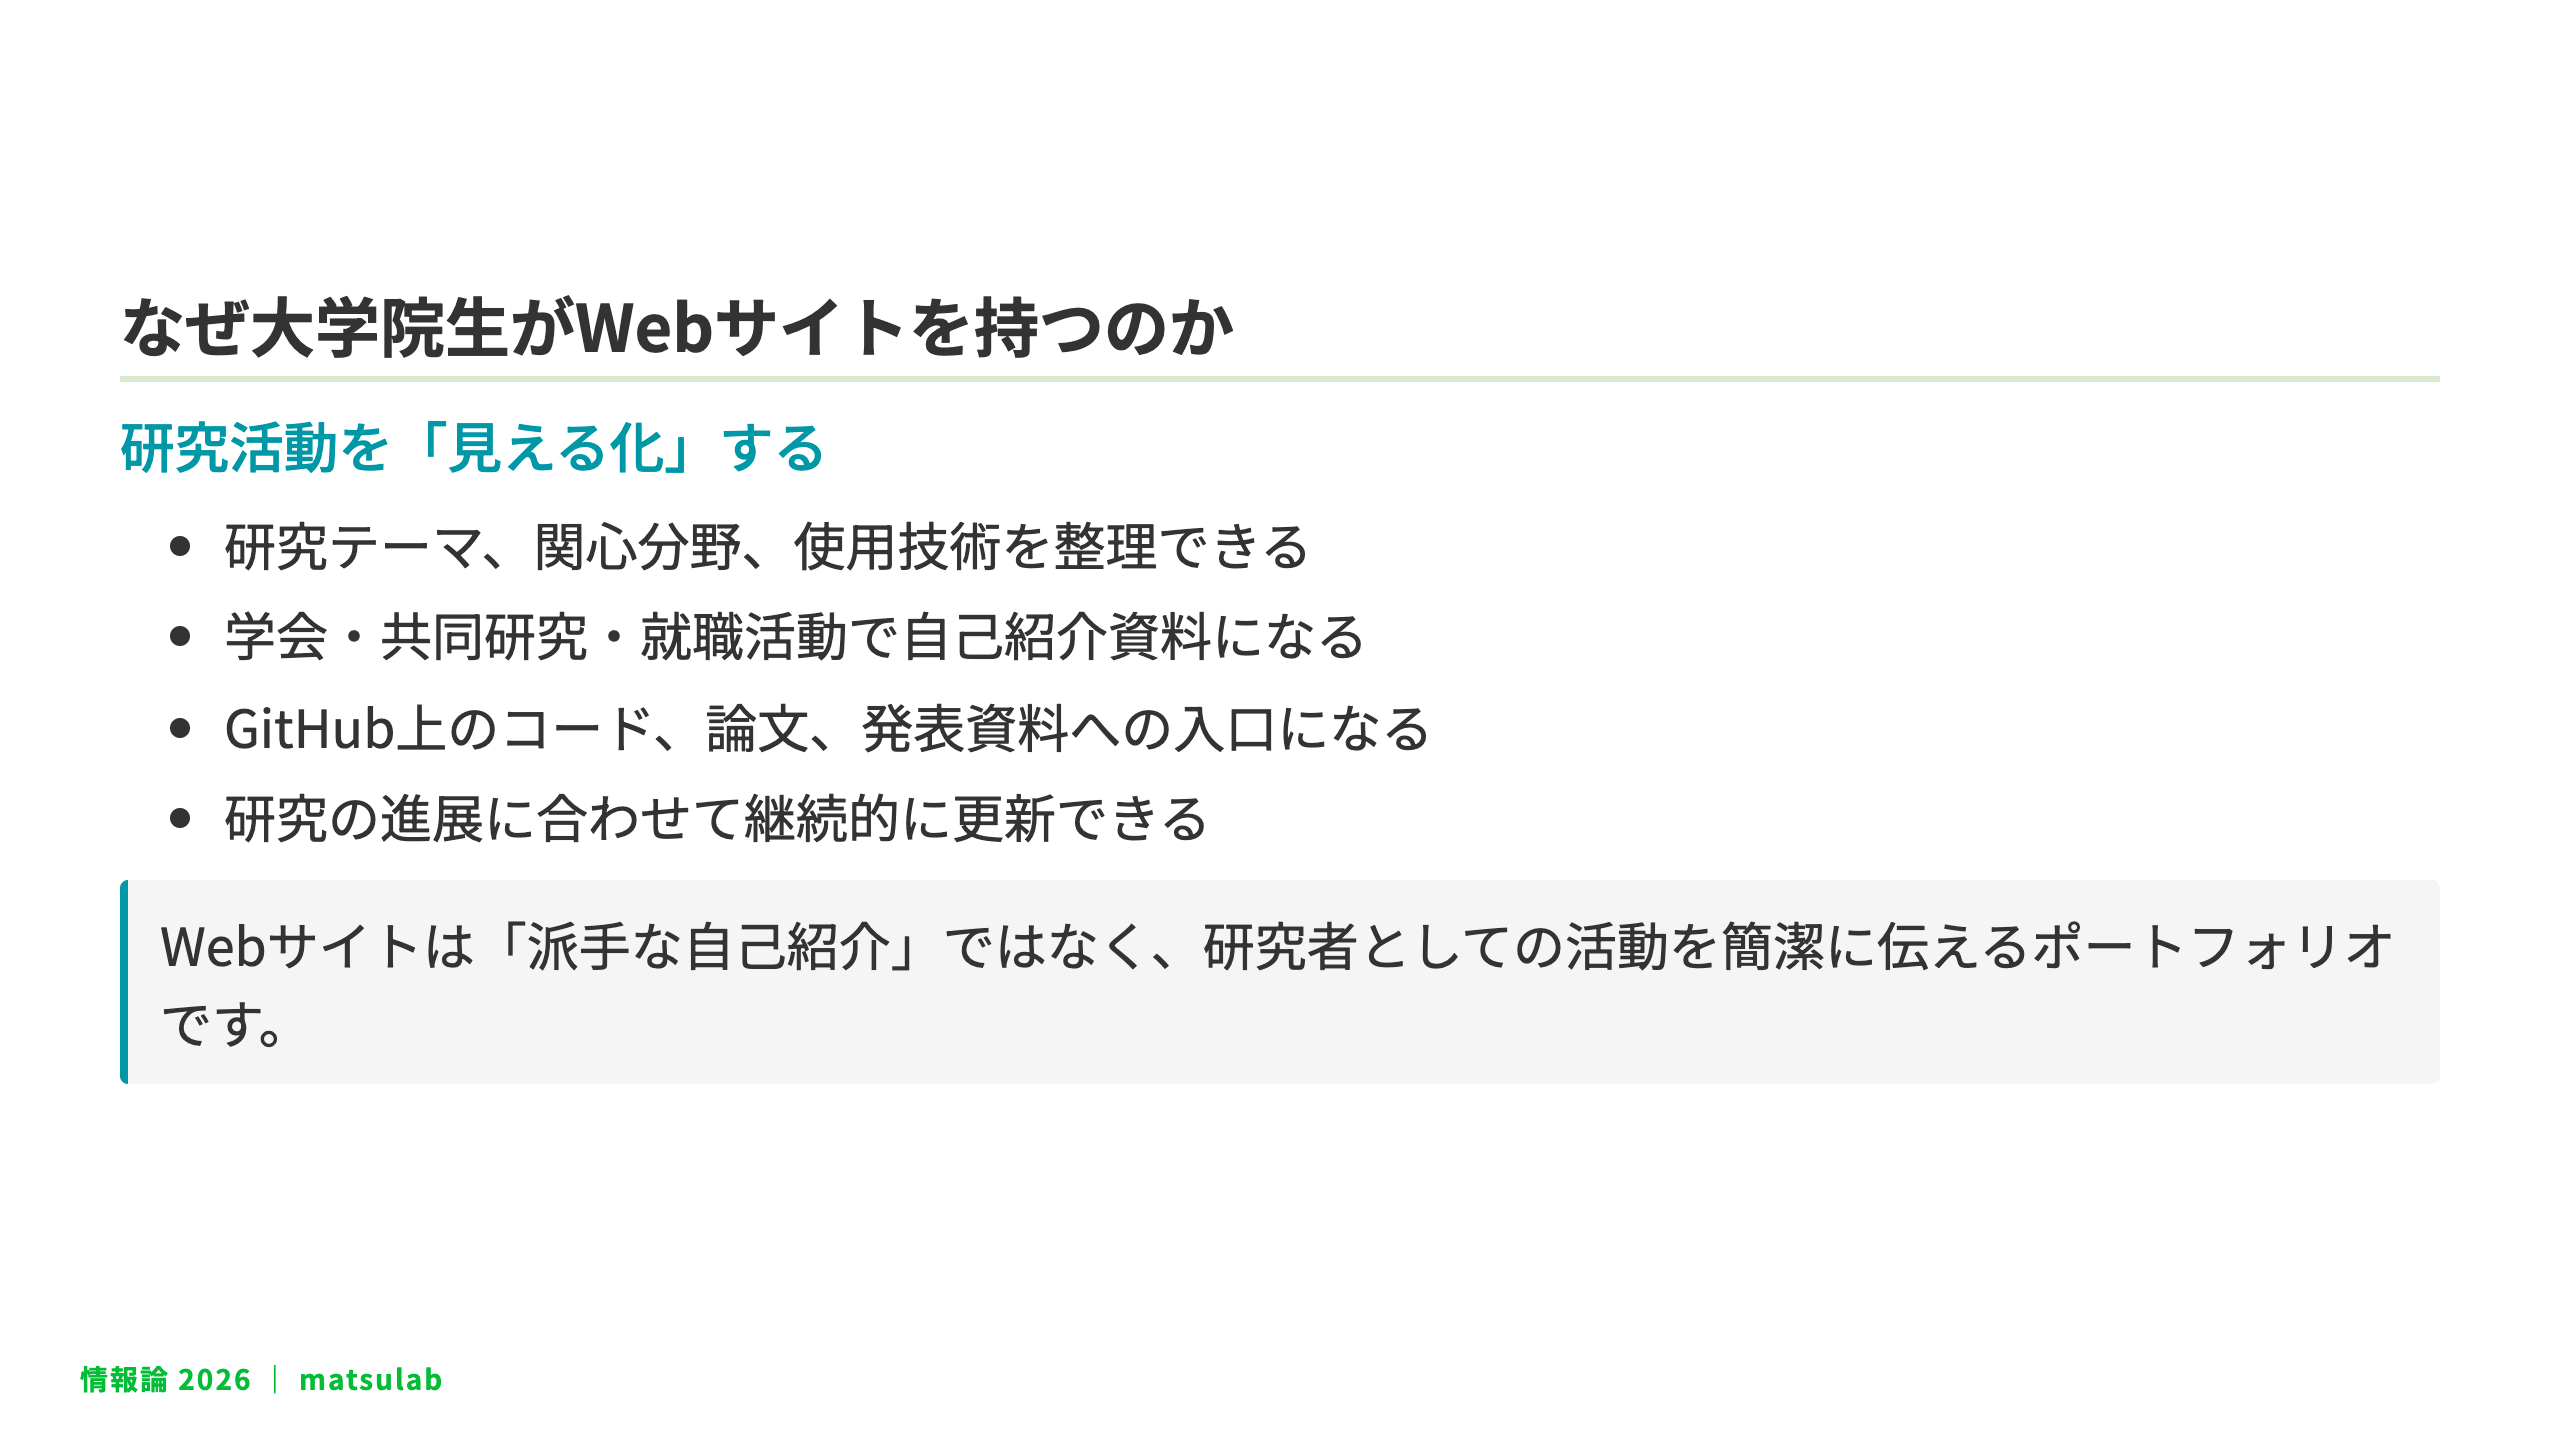 なぜ大学院生がWebサイトを持つのか
研究活動を「見える化」する
• 研究テーマ、関心分野、使用技術を整理できる
• 学会・共同研究・就職活動で自己紹介資料になる
• GitHub上のコード、論文、発表資料への入口になる
• 研究の進展に合わせて継続的に更新できる
Webサイトは「派手な自己紹介」ではなく、研究者としての活動を簡潔に伝えるポートフォリオ
です。
情報論 2026 ｜ matsulab